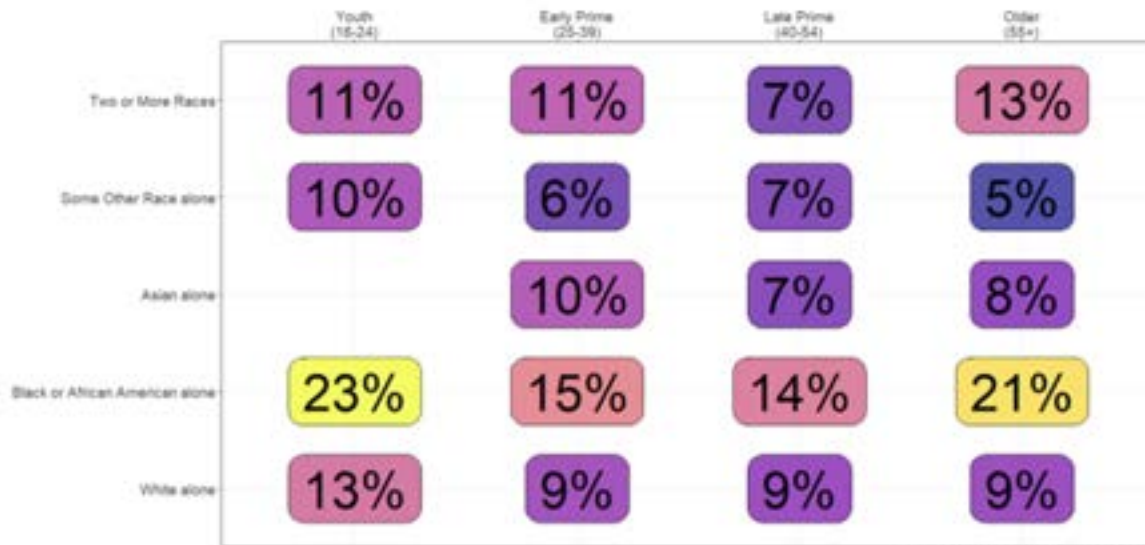 Youth Early Prime Late Prime Older
(16-24) (25-39) (40-54) (55+)
Two or More Races 11% 11% 7% 13%
Some Other Race alone 10% 6% 7% 5%
Asian alone 10% 7% 8%
Black or African American alone 23% 15% 14% 21%
White alone 13% 9% 9% 9%